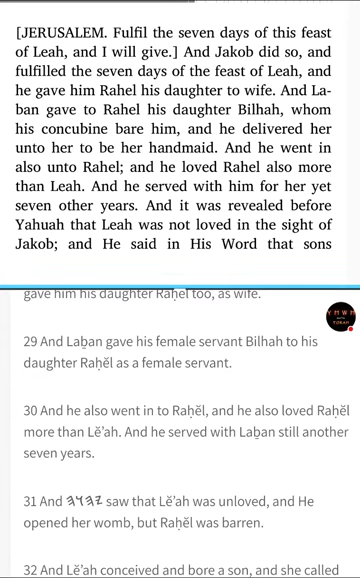 [JERUSALEM. Fulfil the seven days of this feast
of Leah, and I will give.] And Jakob did so, and
fulfilled the seven days of the feast of Leah, and
he gave him Rahel his daughter to wife. And La-
ban gave to Rahel his daughter Bilhah, whom
his concubine bare him, and he delivered her
unto her to be her handmaid. And he went in
also unto Rahel; and he loved Rahel also more
than Leah. And he served with him for her yet
seven other years. And it was revealed before
Yahuah that Leah was not loved in the sight of
Jakob; and He said in His Word that sons
gave him his daughter Raḥĕl too, as wife.
Y M W M
TORAH
29 And Laḇan gave his female servant Bilhah to his
daughter Raḥĕl as a female servant.
30 And he also went in to Raḥĕl, and he also loved Raḥĕl
more than Lĕ’ah. And he served with Laḇan still another
seven years.
31 And 𐤉𐤄𐤅𐤄 saw that Lĕ’ah was unloved, and He
opened her womb, but Raḥĕl was barren.
32 And Lĕ’ah conceived and bore a son, and she called